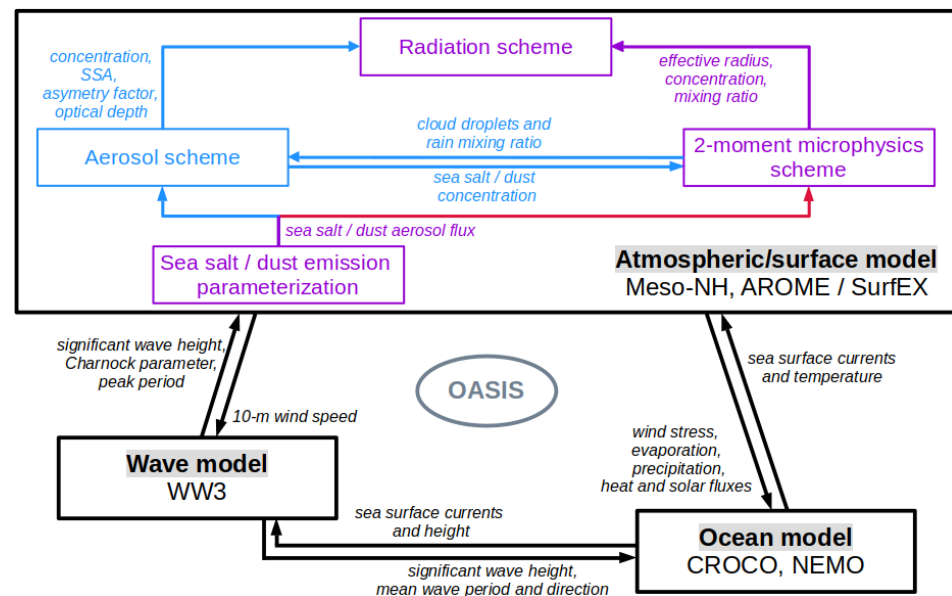 Radiation scheme
concentration,
SSA,
asymetry factor,
optical depth
effective radius,
concentration,
mixing ratio
Aerosol scheme
cloud droplets and
rain mixing ratio
sea salt / dust
concentration
2-moment microphysics
scheme
sea salt / dust aerosol flux
Sea salt / dust emission
parameterization
Atmospheric/surface model
Meso-NH, AROME / SurfEX
significant wave height,
Charnock parameter,
peak period
10-m wind speed
OASIS
sea surface currents
and temperature
wind stress,
evaporation,
precipitation,
heat and solar fluxes
Wave model
WW3
sea surface currents
and height
significant wave height,
mean wave period and direction
Ocean model
CROCO, NEMO